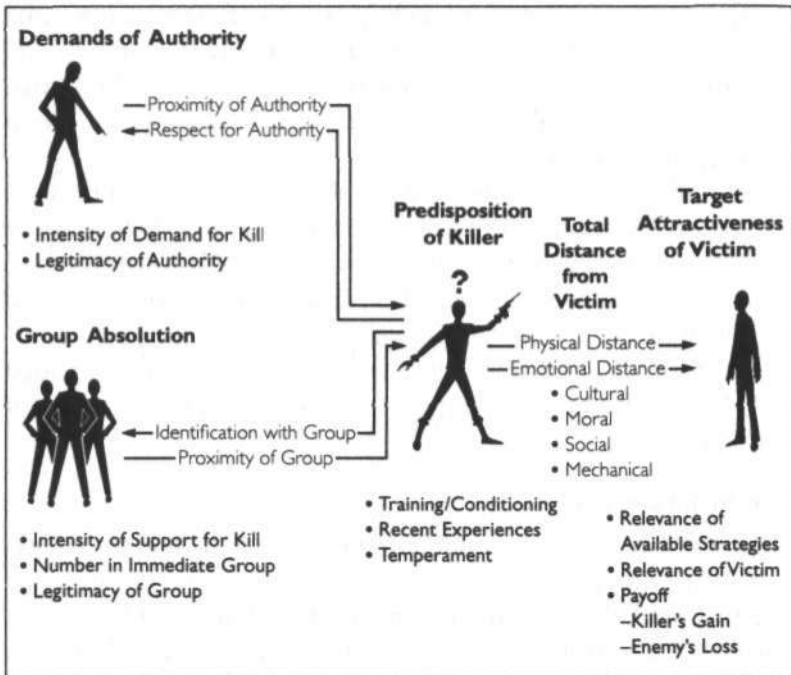 Demands of Authority
Proximity of Authority
Respect for Authority
• Intensity of Demand for Kill
• Legitimacy of Authority
Group Absolution
Identification with Group
Proximity of Group
• Intensity of Support for Kill
• Number in Immediate Group
• Legitimacy of Group
Predisposition
of Killer
?
• Training/Conditioning
• Recent Experiences
• Temperament
Total
Distance
from
Victim
Physical Distance
Emotional Distance
• Cultural
• Moral
• Social
• Mechanical
Target
Attractiveness
of Victim
• Relevance of
Available Strategies
• Relevance of Victim
• Payoff
–Killer's Gain
–Enemy's Loss